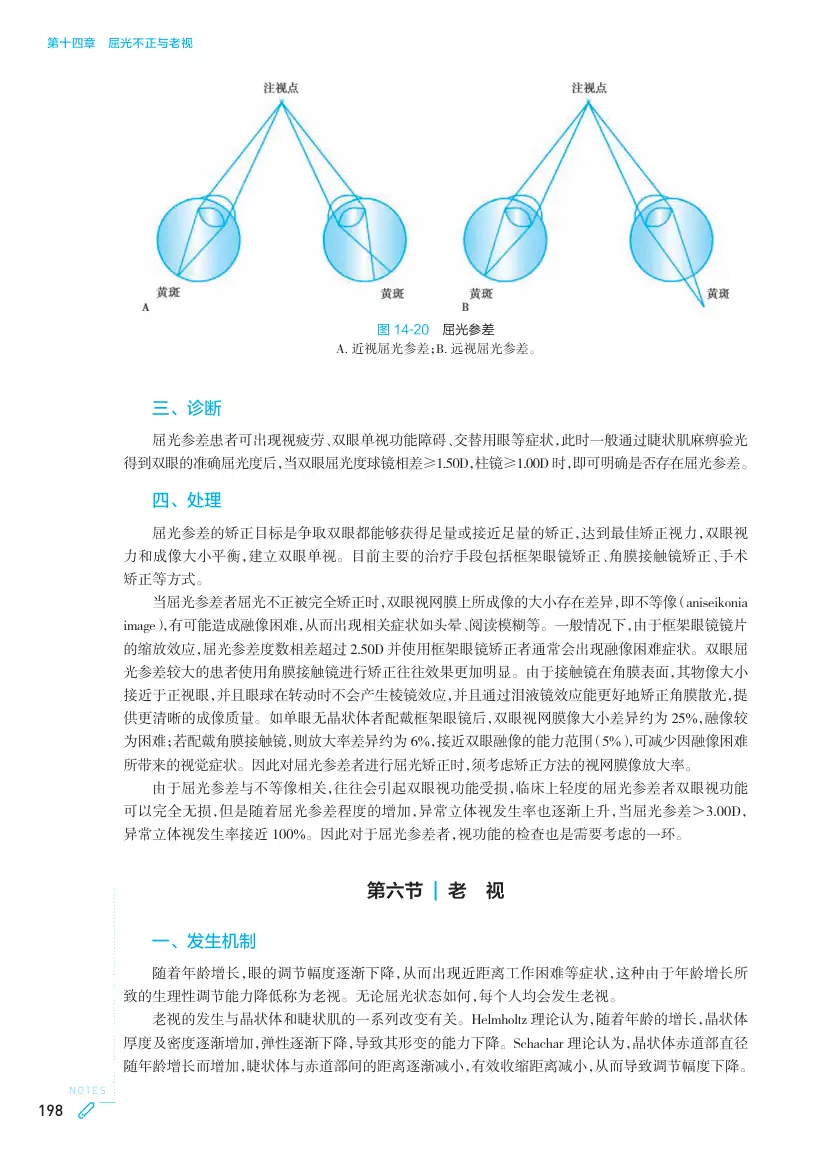 第十四章 屈光不正与老视
注视点 注视点
黄斑 黄斑 黄斑 黄斑
A B
图 14-20 屈光参差
A. 近视屈光参差；B. 远视屈光参差。
三、诊断
屈光参差患者可出现视疲劳、双眼单视功能障碍、交替用眼等症状，此时一般通过睫状肌麻痹验光
得到双眼的准确屈光度后，当双眼屈光度球镜相差≥1.50D，柱镜≥1.00D 时，即可明确是否存在屈光参差。
四、处理
屈光参差的矫正目标是争取双眼都能够获得足量或接近足量的矫正，达到最佳矫正视力，双眼视
力和成像大小平衡，建立双眼单视。目前主要的治疗手段包括框架眼镜矫正、角膜接触镜矫正、手术
矫正等方式。
当屈光参差者屈光不正被完全矫正时，双眼视网膜上所成像的大小存在差异，即不等像（aniseikonia
image），有可能造成融像困难，从而出现相关症状如头晕、阅读模糊等。一般情况下，由于框架眼镜镜片
的缩放效应，屈光参差度数相差超过 2.50D 并使用框架眼镜矫正者通常会出现融像困难症状。双眼屈
光参差较大的患者使用角膜接触镜进行矫正往往效果更加明显。由于接触镜在角膜表面，其物像大小
接近于正视眼，并且眼球在转动时不会产生棱镜效应，并且通过泪液镜效应能更好地矫正角膜散光，提
供更清晰的成像质量。如单眼无晶状体者配戴框架眼镜后，双眼视网膜像大小差异约为 25%，融像较
为困难；若配戴角膜接触镜，则放大率差异约为 6%，接近双眼融像的能力范围（5%），可减少因融像困难
所带来的视觉症状。因此对屈光参差者进行屈光矫正时，须考虑矫正方法的视网膜像放大率。
由于屈光参差与不等像相关，往往会引起双眼视功能受损，临床上轻度的屈光参差者双眼视功能
可以完全无损，但是随着屈光参差程度的增加，异常立体视发生率也逐渐上升，当屈光参差＞3.00D，
异常立体视发生率接近 100%。因此对于屈光参差者，视功能的检查也是需要考虑的一环。
第六节 | 老 视
一、发生机制
随着年龄增长，眼的调节幅度逐渐下降，从而出现近距离工作困难等症状，这种由于年龄增长所
致的生理性调节能力降低称为老视。无论屈光状态如何，每个人均会发生老视。
老视的发生与晶状体和睫状肌的一系列改变有关。Helmholtz 理论认为，随着年龄的增长，晶状体
厚度及密度逐渐增加，弹性逐渐下降，导致其形变的能力下降。Schachar 理论认为，晶状体赤道部直径
随年龄增长而增加，睫状体与赤道部间的距离逐渐减小，有效收缩距离减小，从而导致调节幅度下降。
NOTES
198